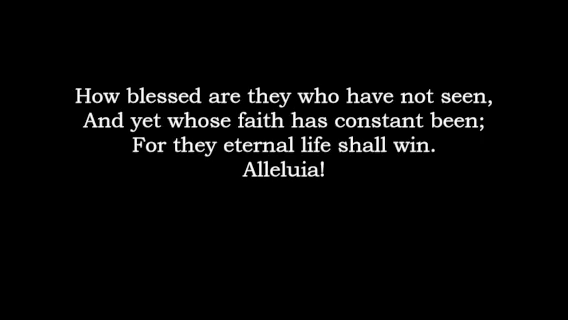 How blessed are they who have not seen,
And yet whose faith has constant been;
For they eternal life shall win.
Alleluia!